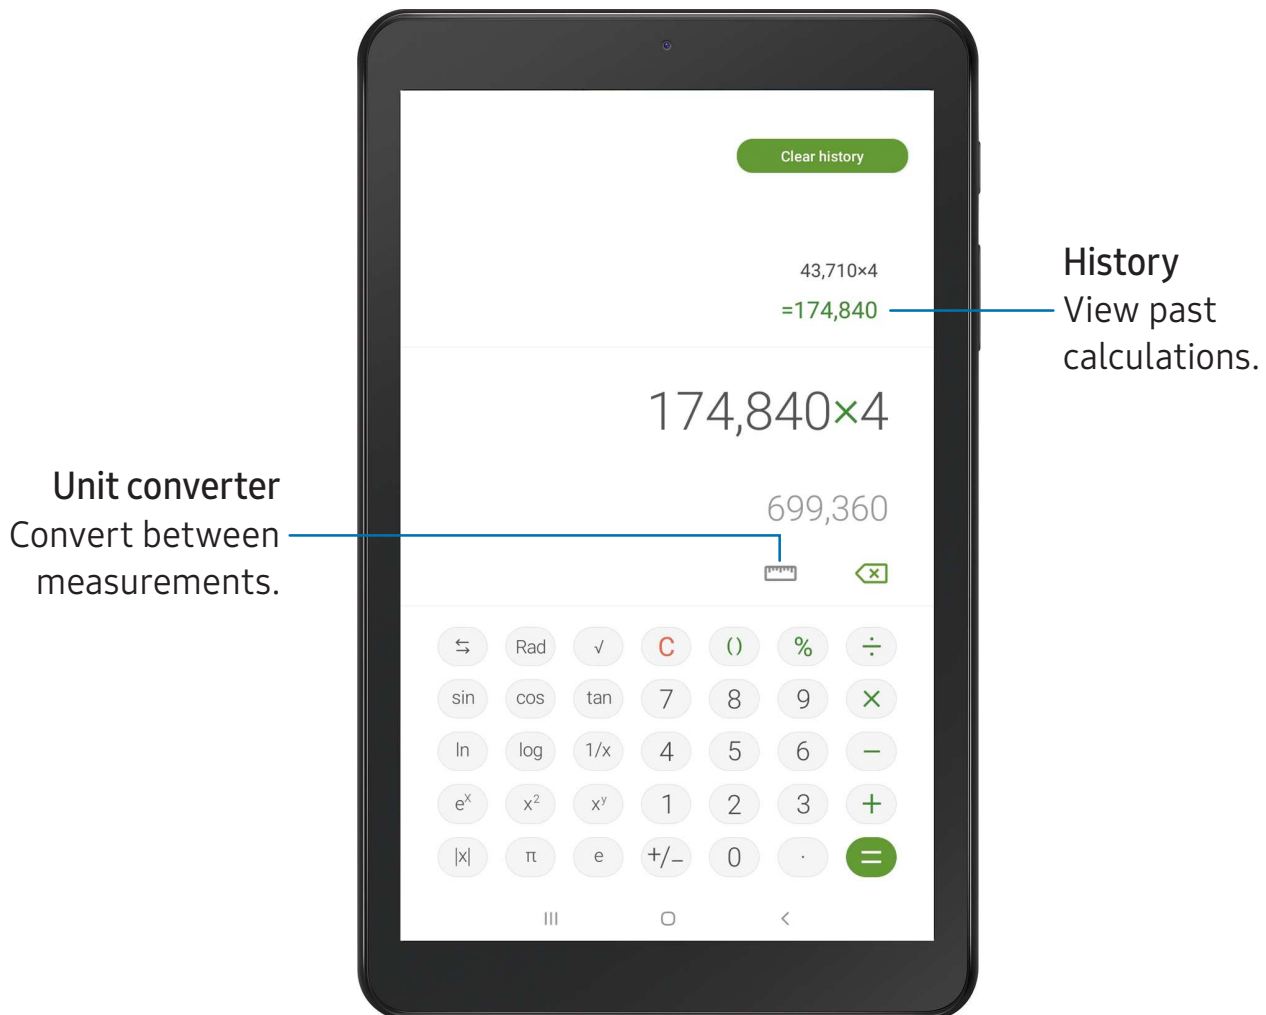 Clear history
43,710×4
=174,840
History
View past
calculations.
174,840×4
Unit converter
Convert between
measurements.
699,360
⇆ Rad √ C () % ÷
sin cos tan 7 8 9 ×
ln log 1/x 4 5 6 −
eˣ x² xʸ 1 2 3 +
|x| π e +/− 0 . =